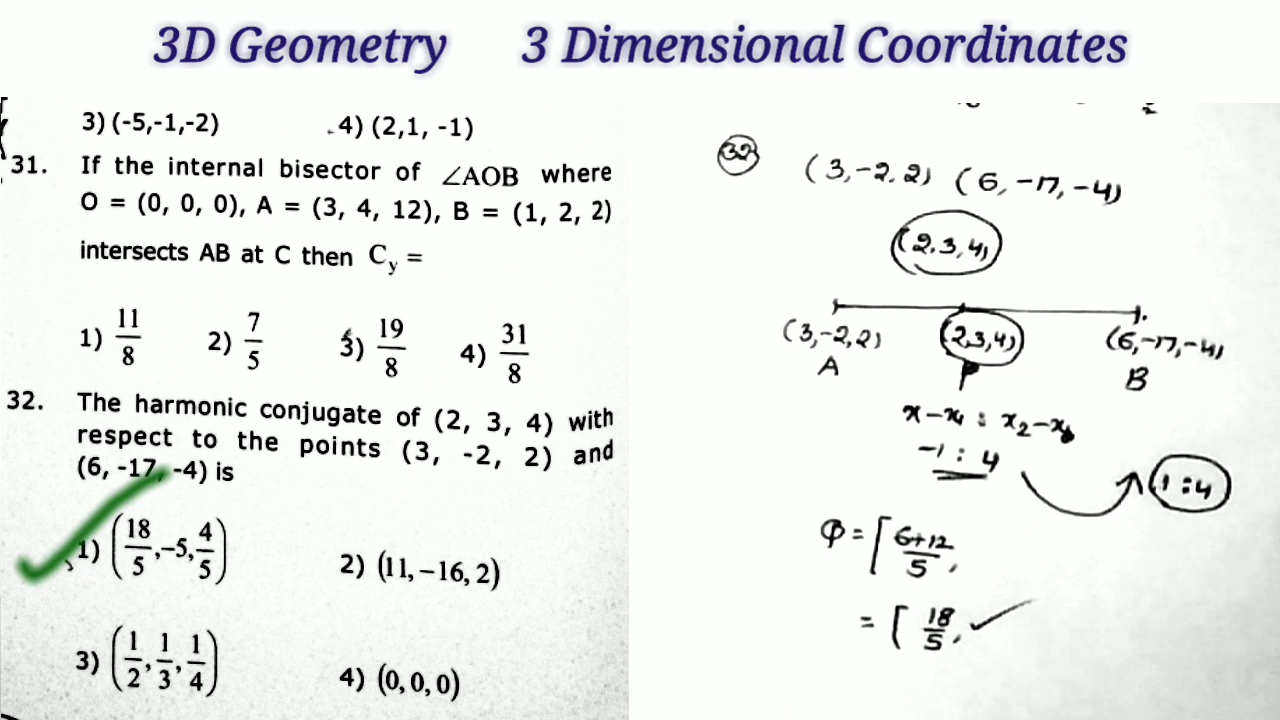 3D Geometry 3 Dimensional Coordinates
3) (-5,-1,-2) 4) (2,1, -1)
31. If the internal bisector of ∠AOB where
O = (0, 0, 0), A = (3, 4, 12), B = (1, 2, 2)
intersects AB at C then C_y =
1) 11/8 2) 7/5 3) 19/8 4) 31/8
32. The harmonic conjugate of (2, 3, 4) with
respect to the points (3, -2, 2) and
(6, -17, -4) is
1) (18/5, -5, 4/5) 2) (11, -16, 2)
3) (1/2, 1/3, 1/4) 4) (0, 0, 0)
32 (3, -2, 2) (6, -17, -4)
(2, 3, 4)
(3, -2, 2) (2, 3, 4) (6, -17, -4)
A P B
x - x₁ : x₂ - x
-1 : 4 1 : 4
Q = [ 6+12/5 ,
= [ 18/5 ,